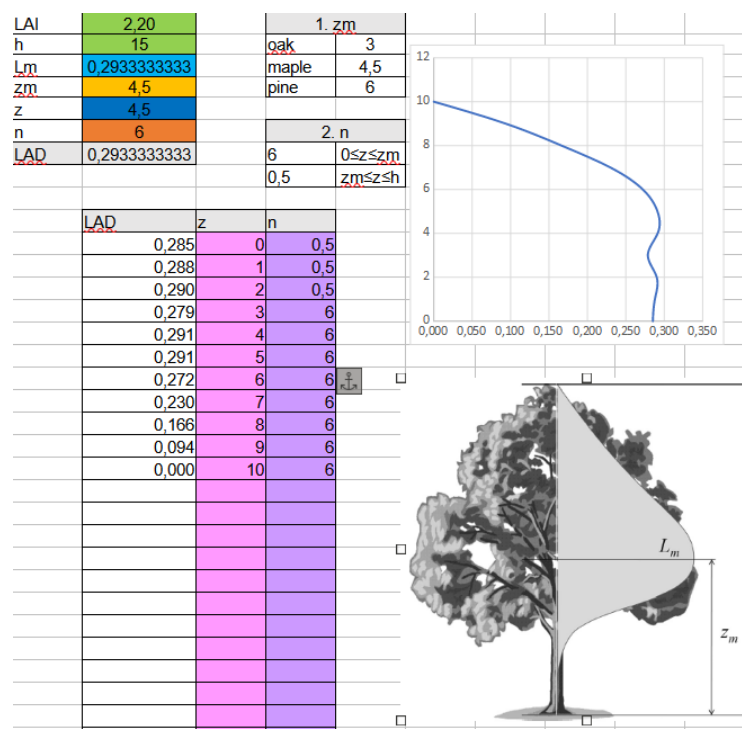 LAI 2,20
h 15
Lm 0,2933333333
zm 4,5
z 4,5
n 6
LAD 0,2933333333
1. zm
oak 3
maple 4,5
pine 6
2. n
6 0≤z≤zm
0,5 zm≤z≤h
LAD z n
0,285 0 0,5
0,288 1 0,5
0,290 2 0,5
0,279 3 6
0,291 4 6
0,291 5 6
0,272 6 6
0,230 7 6
0,166 8 6
0,094 9 6
0,000 10 6
12
10
8
6
4
2
0
0,000 0,050 0,100 0,150 0,200 0,250 0,300 0,350
Lm
zm